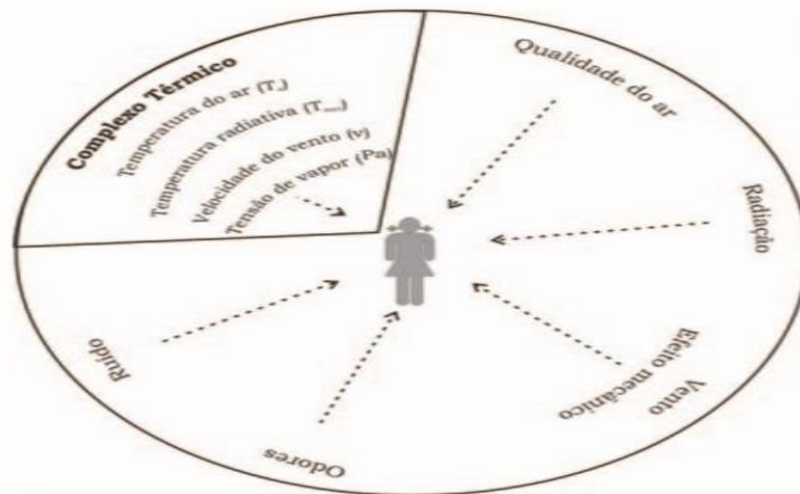 Complexo Térmico
Temperatura do ar (Tₐ)
Temperatura radiativa (Tₘᵣₜ)
Velocidade do vento (v)
Tensão de vapor (Pa)
Qualidade do ar
Radiação
Vento
Efeito mecânico
Odores
Ruído